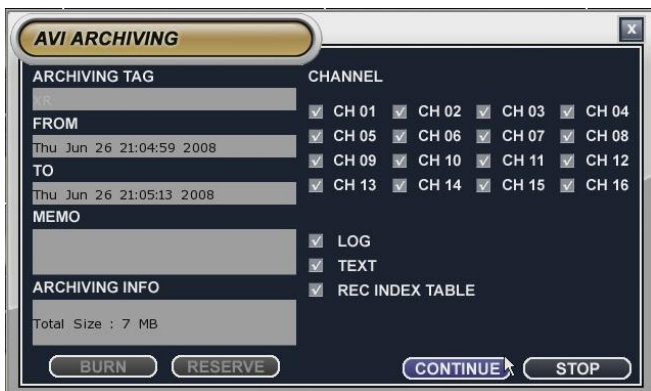 AVI ARCHIVING
X
ARCHIVING TAG
XR
FROM
Thu Jun 26 21:04:59 2008
TO
Thu Jun 26 21:05:13 2008
MEMO
ARCHIVING INFO
Total Size : 7 MB
CHANNEL
CH 01 CH 02 CH 03 CH 04
CH 05 CH 06 CH 07 CH 08
CH 09 CH 10 CH 11 CH 12
CH 13 CH 14 CH 15 CH 16
LOG
TEXT
REC INDEX TABLE
BURN RESERVE CONTINUE STOP